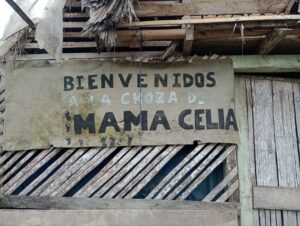 BIENVENIDOS
A LA CHOZA DE
MAMA CELIA